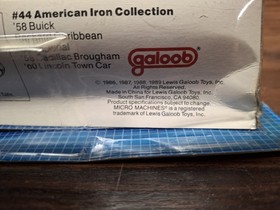 #44 American Iron Collection
'58 Buick
ribbean
al
Cadillac Brougham
'60 Lincoln Town Car
galoob®
© 1986, 1987, 1988, 1989 Lewis Galoob Toys, Inc.
All Rights Reserved.
Made in China for Lewis Galoob Toys, Inc.
South San Francisco, CA 94080.
Product specifications subject to change.
MICRO MACHINES® is a registered
trademark of Lewis Galoob Toys, Inc.